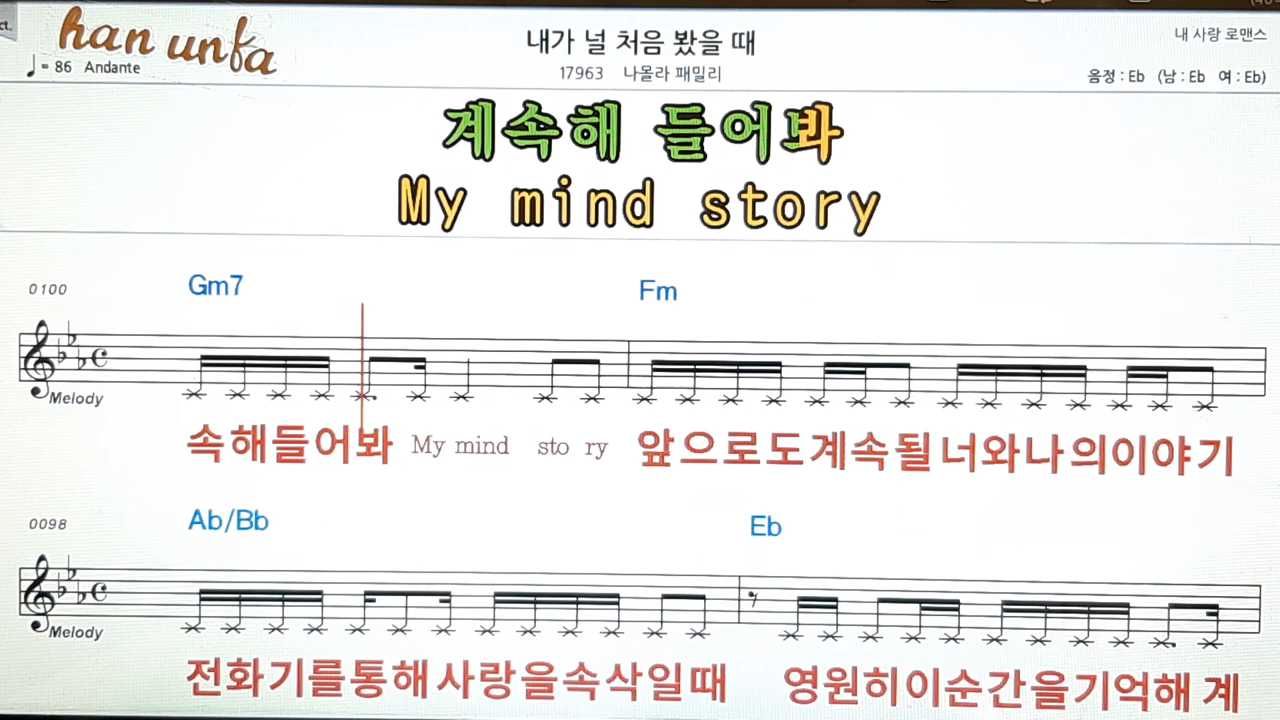 han unfa
♩= 86 Andante
내가 널 처음 봤을 때
17963 나몰라 패밀리
내 사랑 로맨스
음정 : Eb (남 : Eb 여 : Eb)
계속해 들어봐
My mind story
0100 Gm7 Fm
Melody
속해들어봐 My mind sto ry 앞으로도계속될너와나의이야기
0098 Ab/Bb Eb
Melody
전화기를통해사랑을속삭일때 영원히이순간을기억해 계